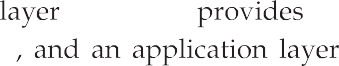 layer provides
, and an application layer